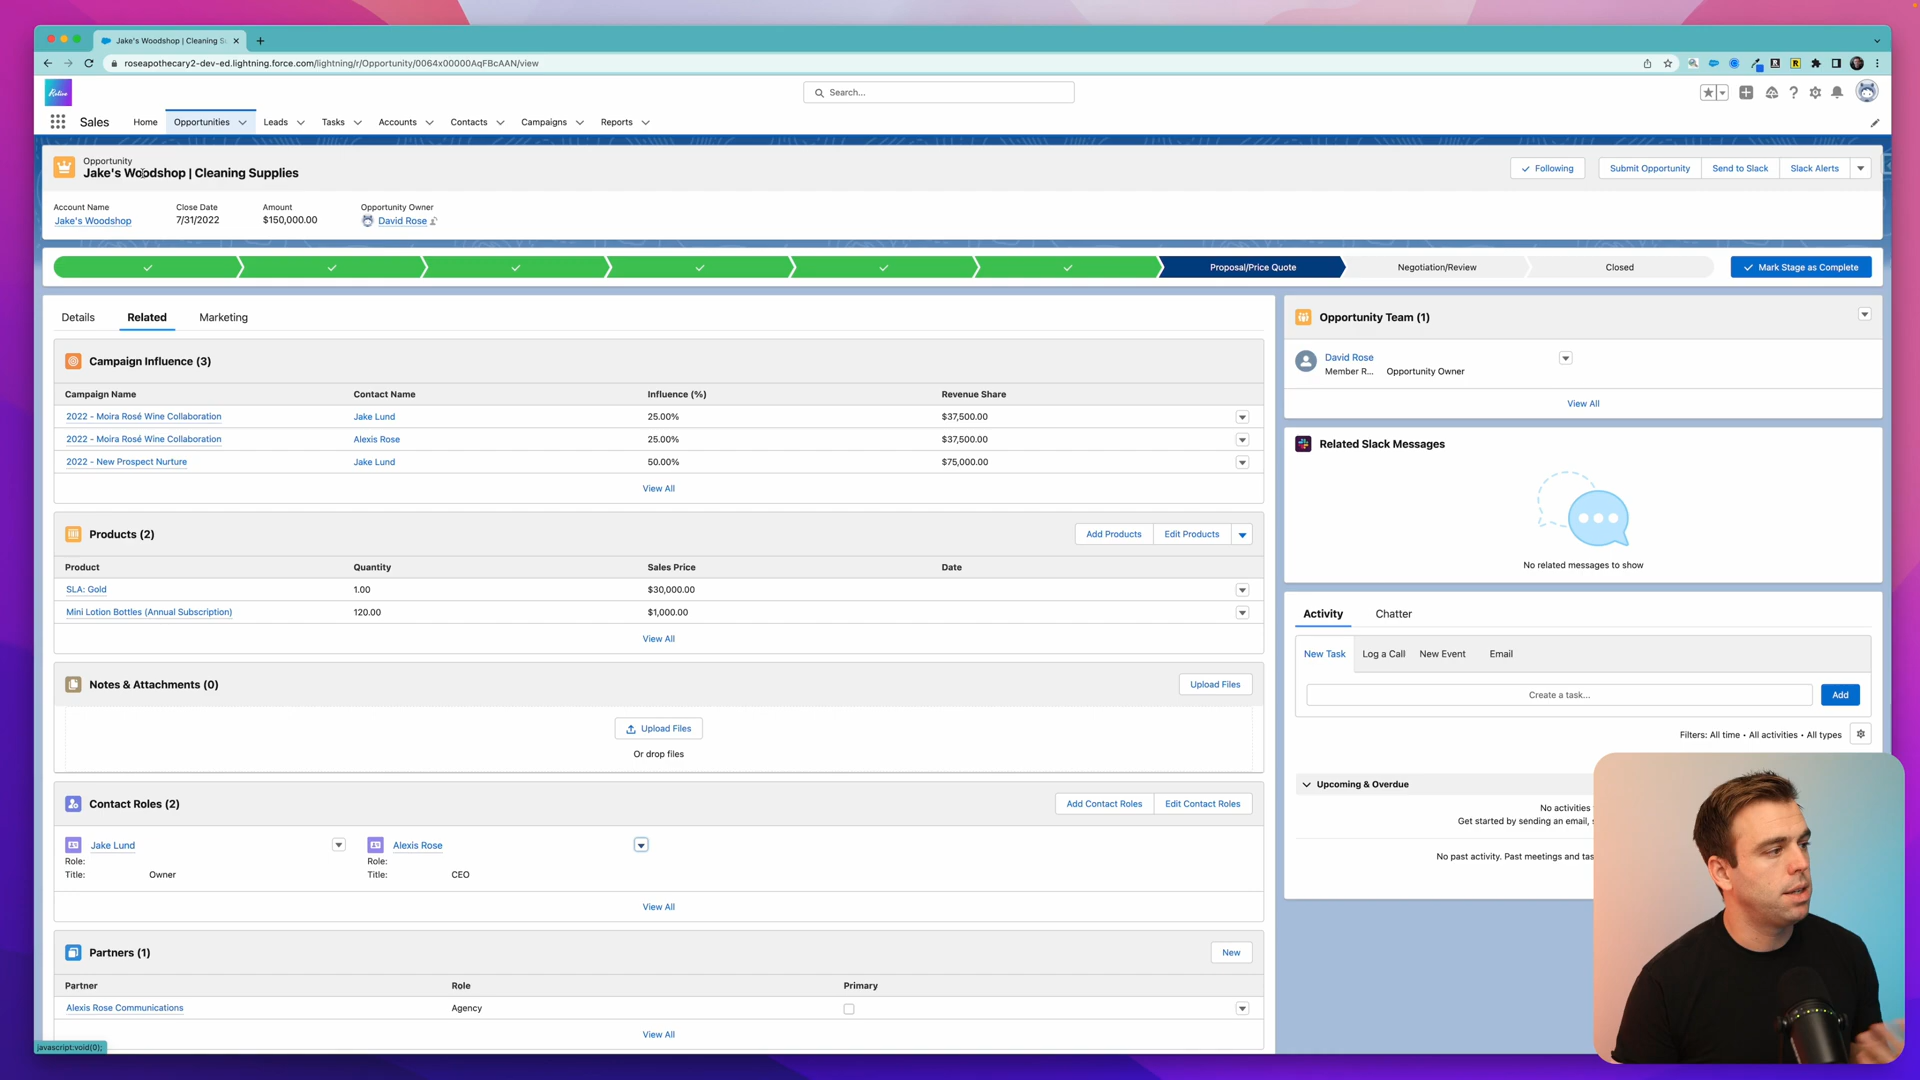 Jake's Woodshop | Cleaning S
roseapothecary2-dev-ed.lightning.force.com/lightning/r/Opportunity/0064x00000AqFBcAAN/view
Search...
Sales
Home
Opportunities
Leads
Tasks
Accounts
Contacts
Campaigns
Reports
Opportunity
Jake's Woodshop | Cleaning Supplies
Following
Submit Opportunity
Send to Slack
Slack Alerts
Account Name
Close Date
Amount
Opportunity Owner
Jake's Woodshop
7/31/2022
$150,000.00
David Rose
Proposal/Price Quote
Negotiation/Review
Closed
Mark Stage as Complete
Details
Related
Marketing
Campaign Influence (3)
Campaign Name
Contact Name
Influence (%)
Revenue Share
2022 - Moira Rosé Wine Collaboration
Jake Lund
25.00%
$37,500.00
2022 - Moira Rosé Wine Collaboration
Alexis Rose
25.00%
$37,500.00
2022 - New Prospect Nurture
Jake Lund
50.00%
$75,000.00
View All
Products (2)
Add Products
Edit Products
Product
Quantity
Sales Price
Date
SLA: Gold
1.00
$30,000.00
Mini Lotion Bottles (Annual Subscription)
120.00
$1,000.00
View All
Notes & Attachments (0)
Upload Files
Upload Files
Or drop files
Contact Roles (2)
Add Contact Roles
Edit Contact Roles
Jake Lund
Role:
Title:
Owner
Alexis Rose
Role:
Title:
CEO
View All
Partners (1)
New
Partner
Role
Primary
Alexis Rose Communications
Agency
View All
javascript:void(0);
Opportunity Team (1)
David Rose
Member R...
Opportunity Owner
View All
Related Slack Messages
No related messages to show
Activity
Chatter
New Task
Log a Call
New Event
Email
Create a task...
Add
Filters: All time • All activities • All types
Upcoming & Overdue
No activities
Get started by sending an email,
No past activity. Past meetings and tas